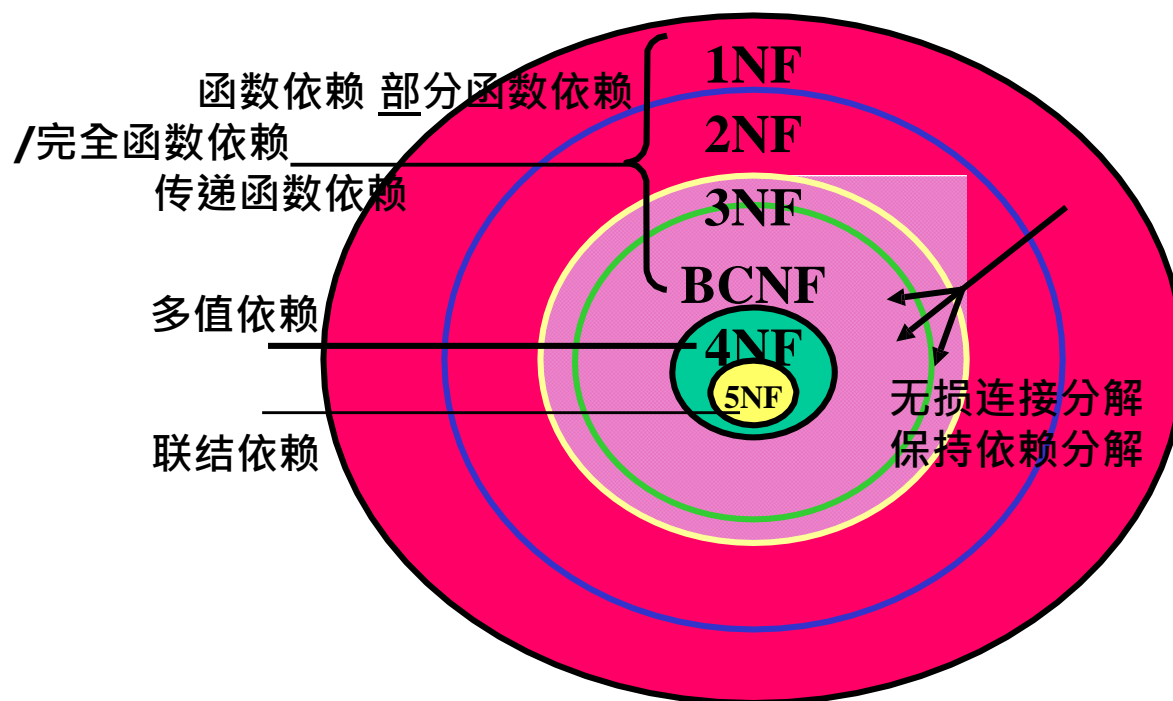 函数依赖 部分函数依赖
/完全函数依赖
传递函数依赖
多值依赖
联结依赖
1NF
2NF
3NF
BCNF
4NF
5NF
无损连接分解
保持依赖分解